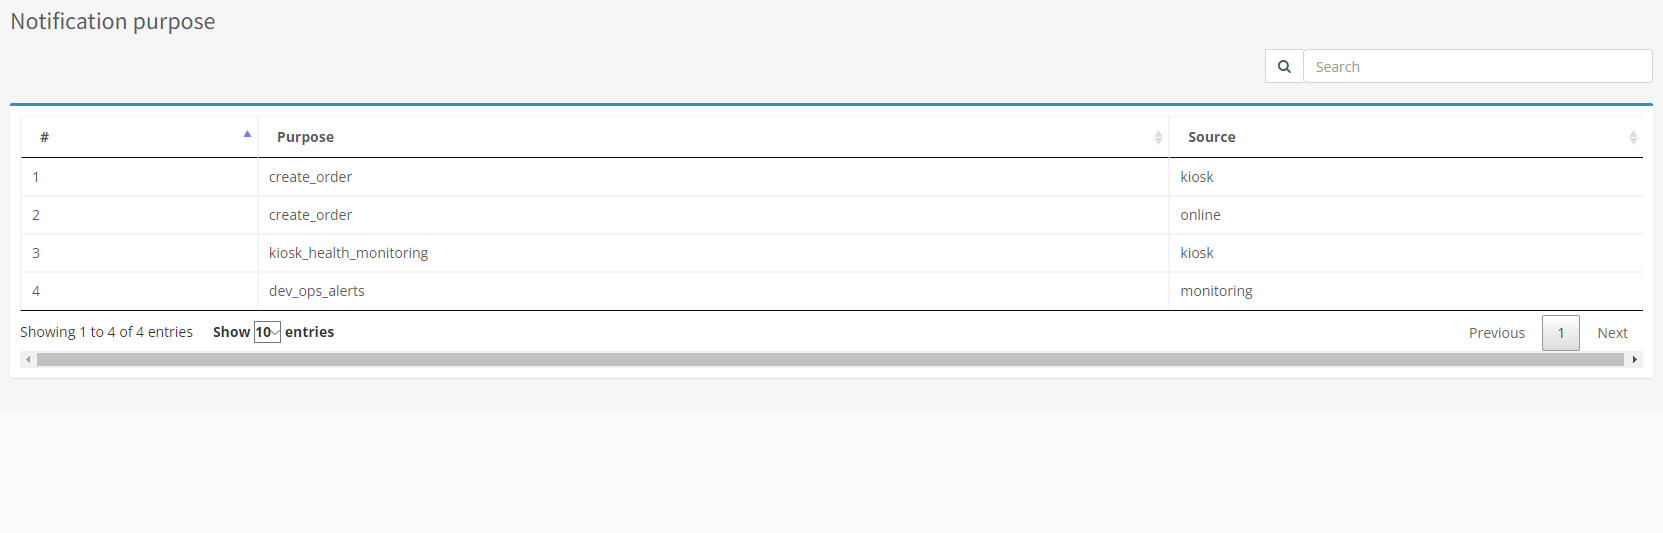 Notification purpose
Search
# Purpose Source
1 create_order kiosk
2 create_order online
3 kiosk_health_monitoring kiosk
4 dev_ops_alerts monitoring
Showing 1 to 4 of 4 entries Show 10 entries Previous 1 Next